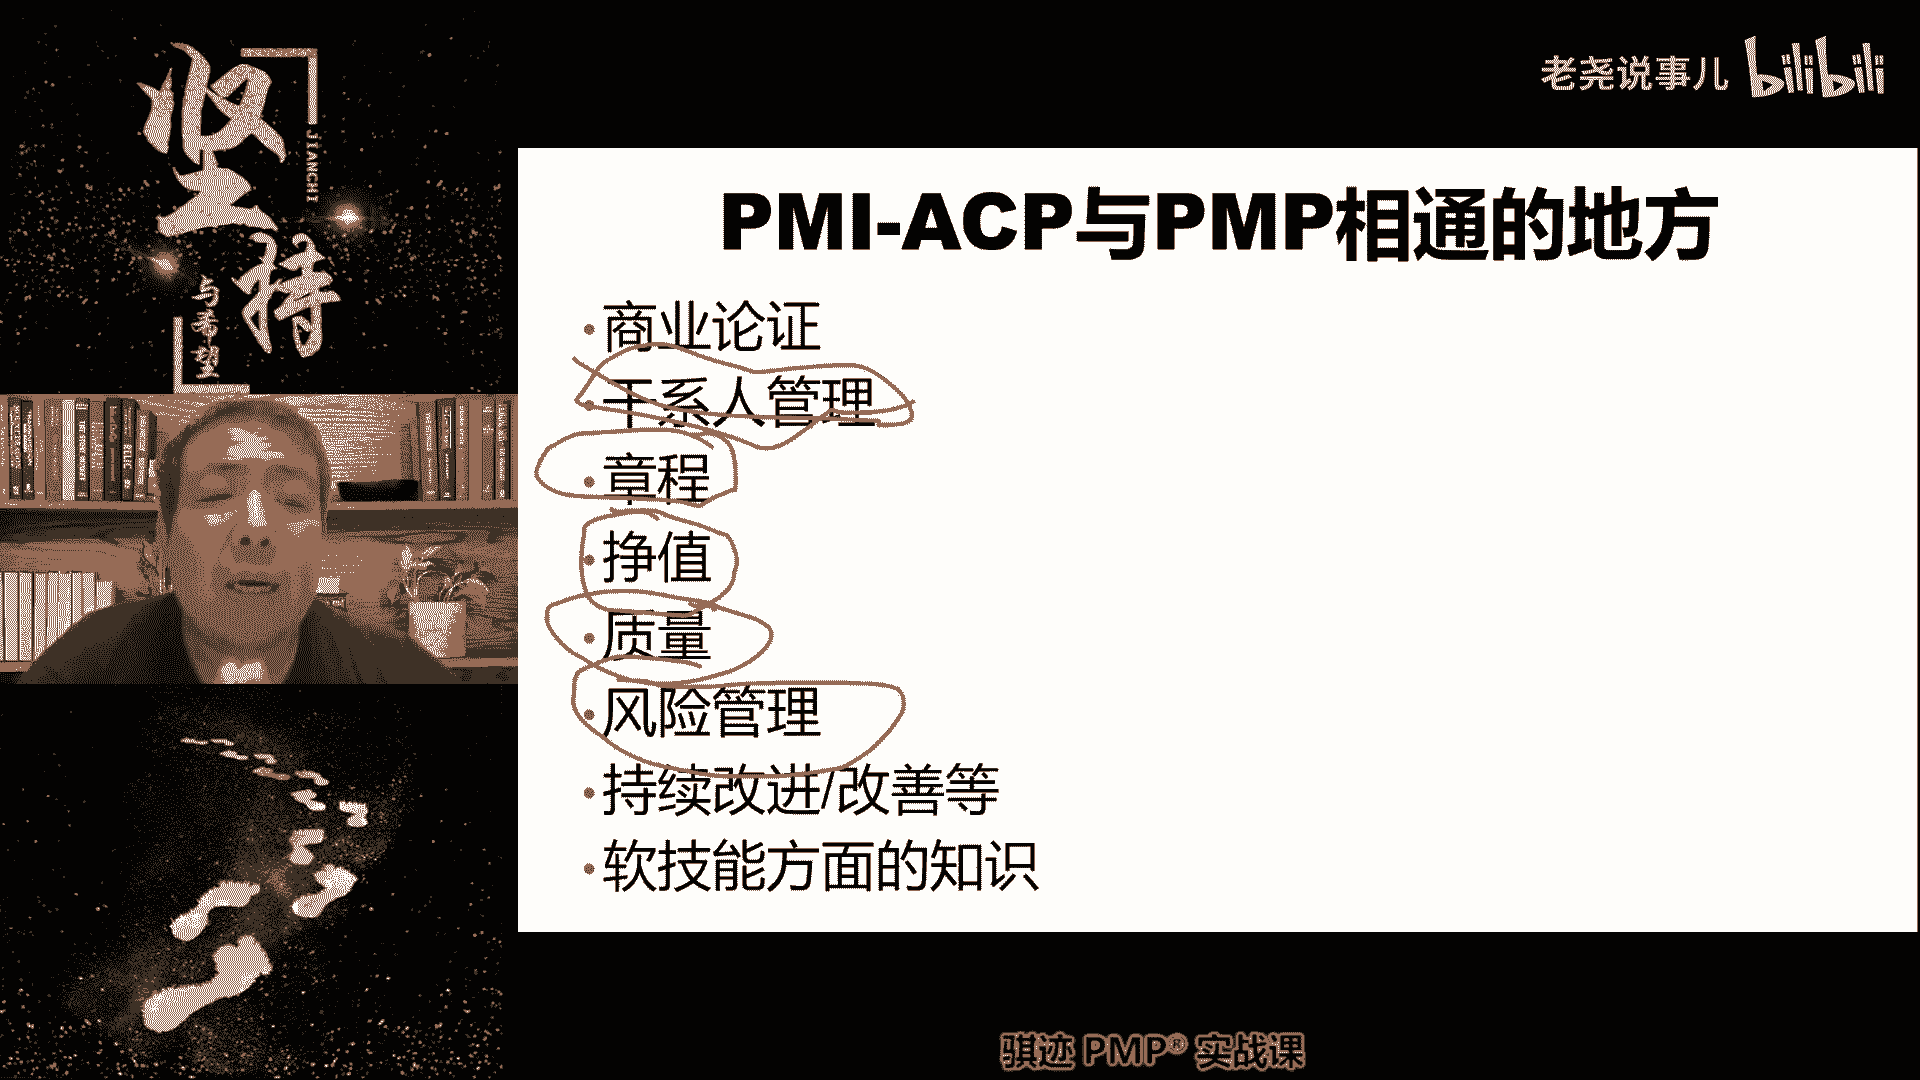 坚持
JIANCHI
与希望
老尧说事儿 bilibili
PMI-ACP与PMP相通的地方
•商业论证
•干系人管理
•章程
•挣值
•质量
•风险管理
•持续改进/改善等
•软技能方面的知识
骐迹 PMP® 实战课